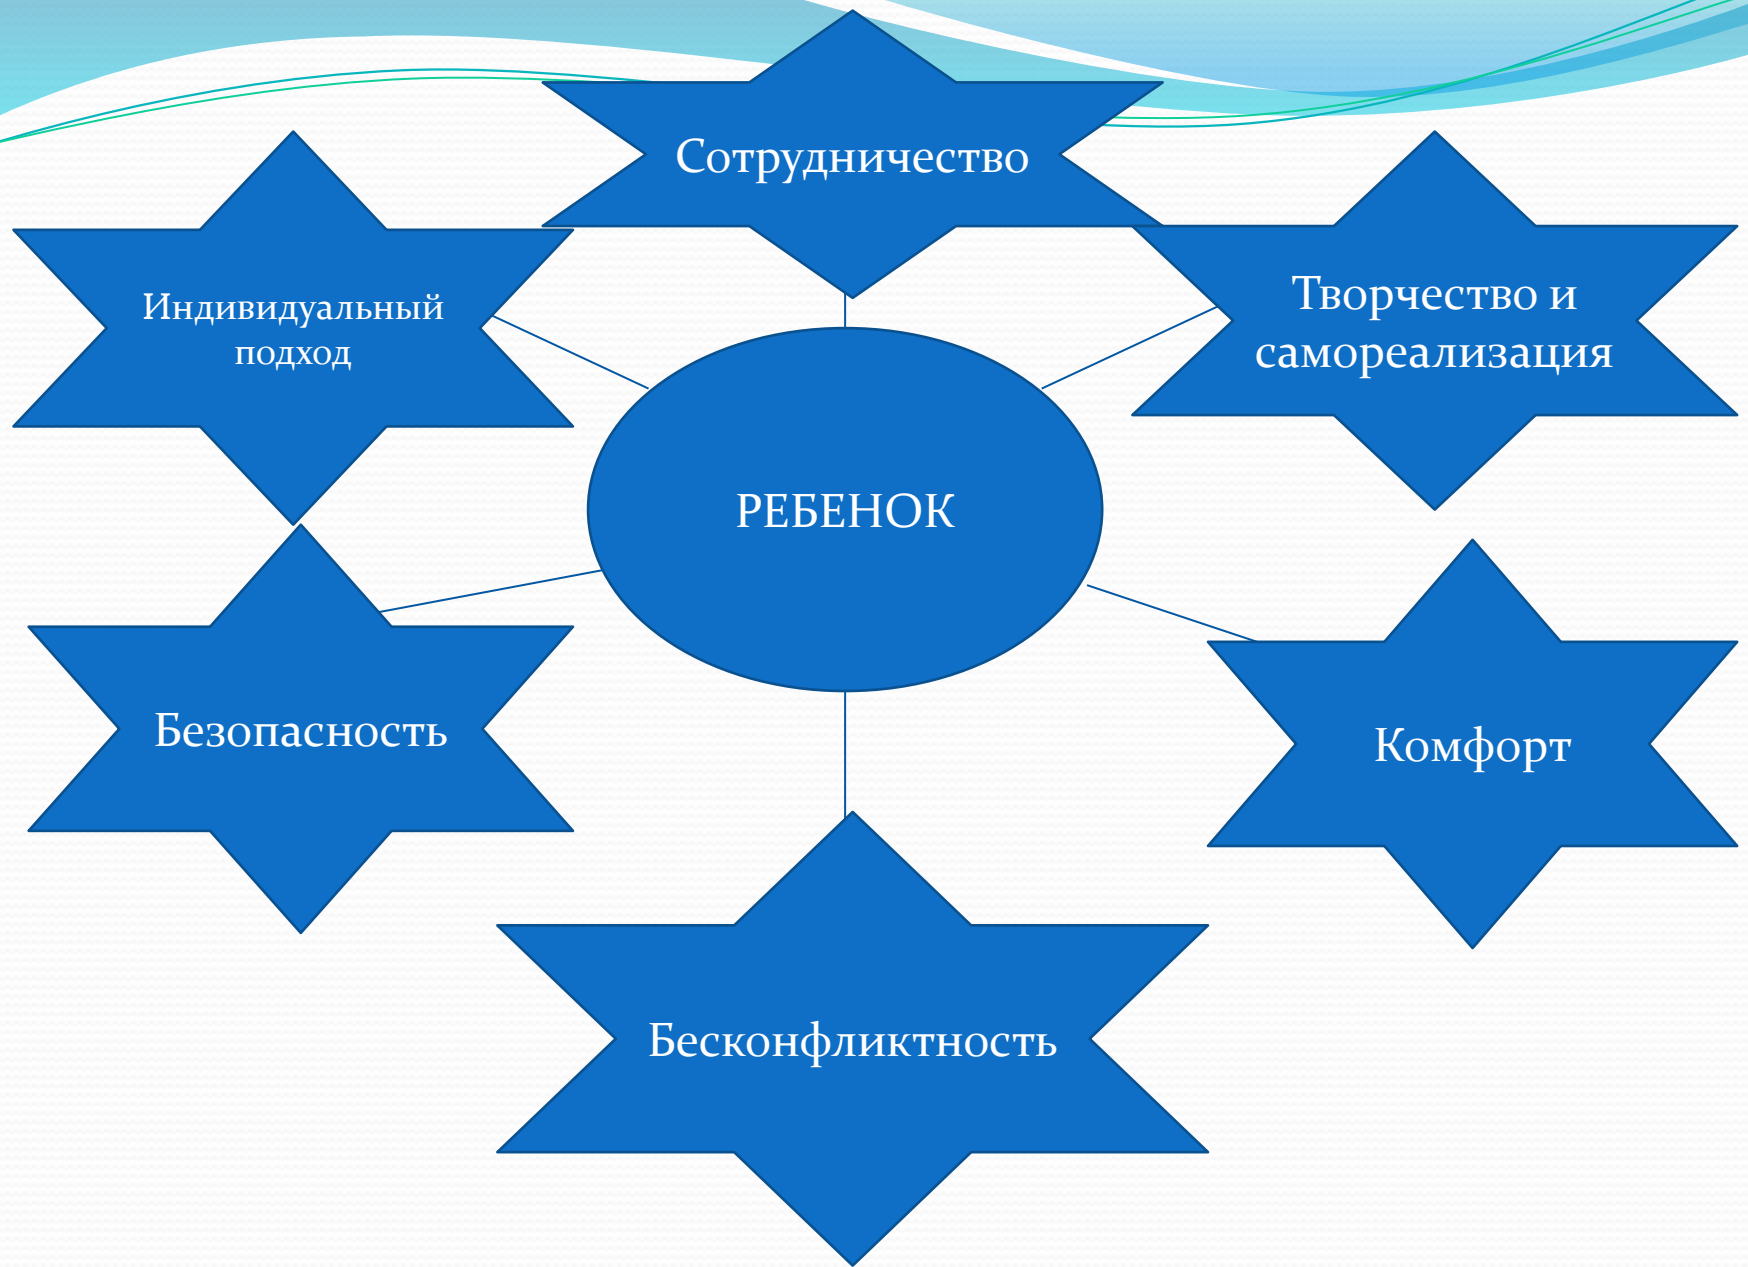 Сотрудничество
Индивидуальный
подход
Творчество и
самореализация
РЕБЕНОК
Безопасность
Комфорт
Бесконфликтность